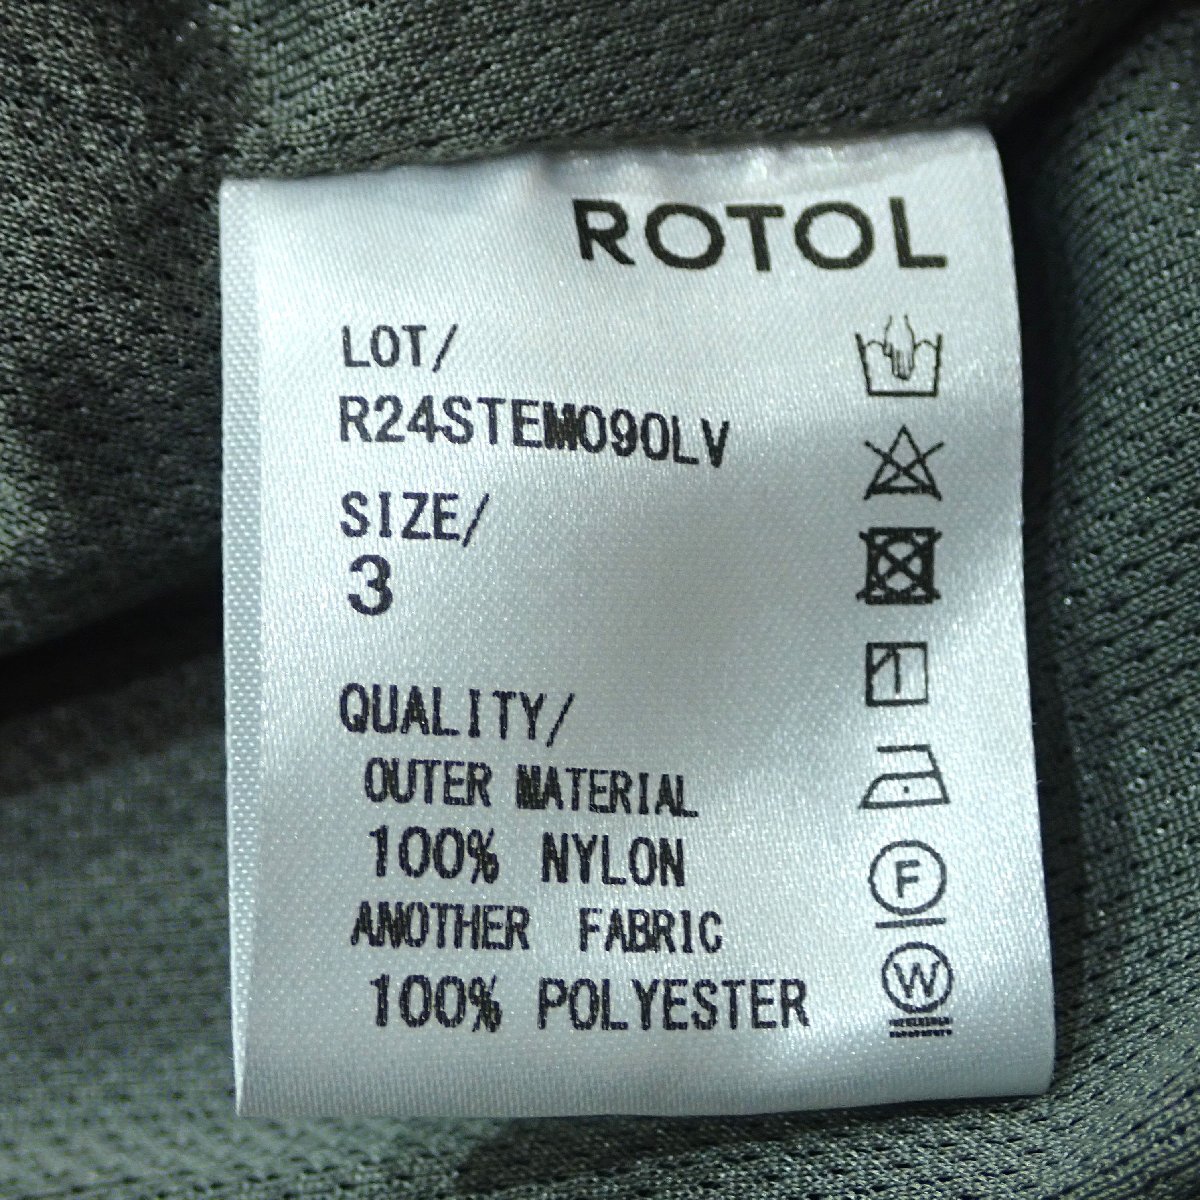 ROTOL
LOT/
R24STEM090LV
SIZE/
3
QUALITY/
OUTER MATERIAL
100% NYLON
ANOTHER FABRIC
100% POLYESTER
F
W